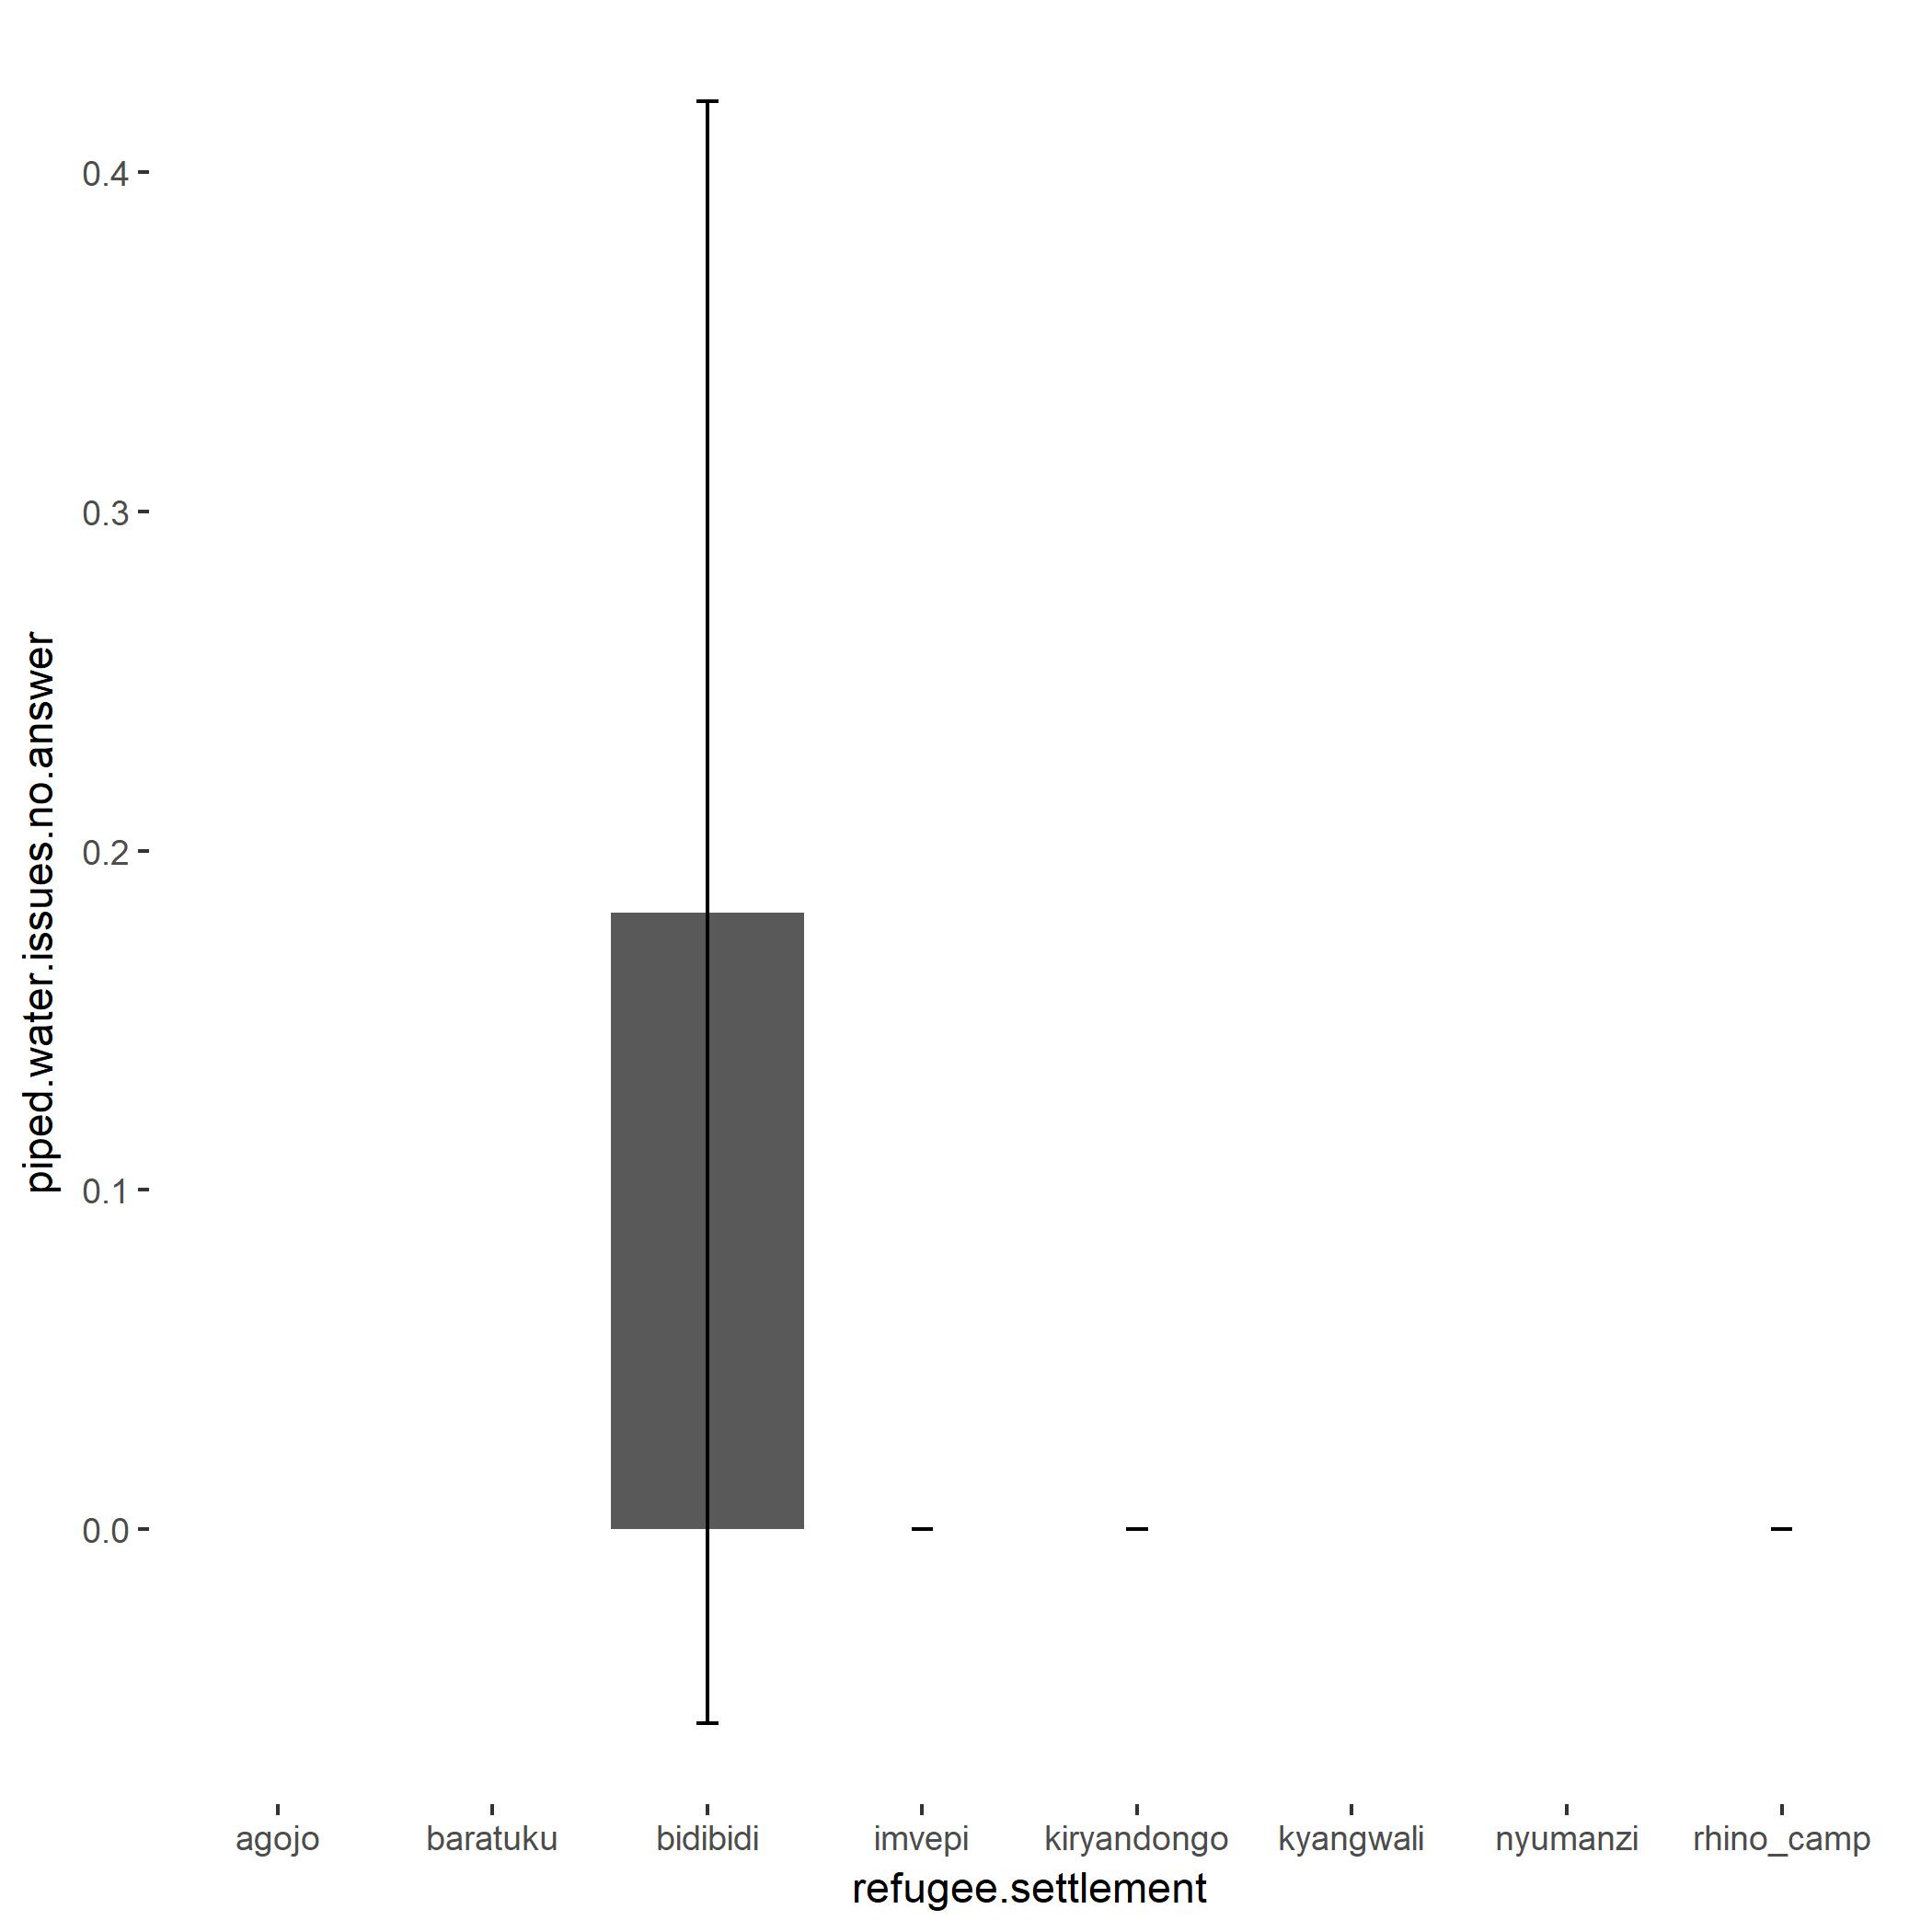 piped.water.issues.no.answer
0.4
0.3
0.2
0.1
0.0
agojo baratuku bidibidi imvepi kiryandongo kyangwali nyumanzi rhino_camp
refugee.settlement